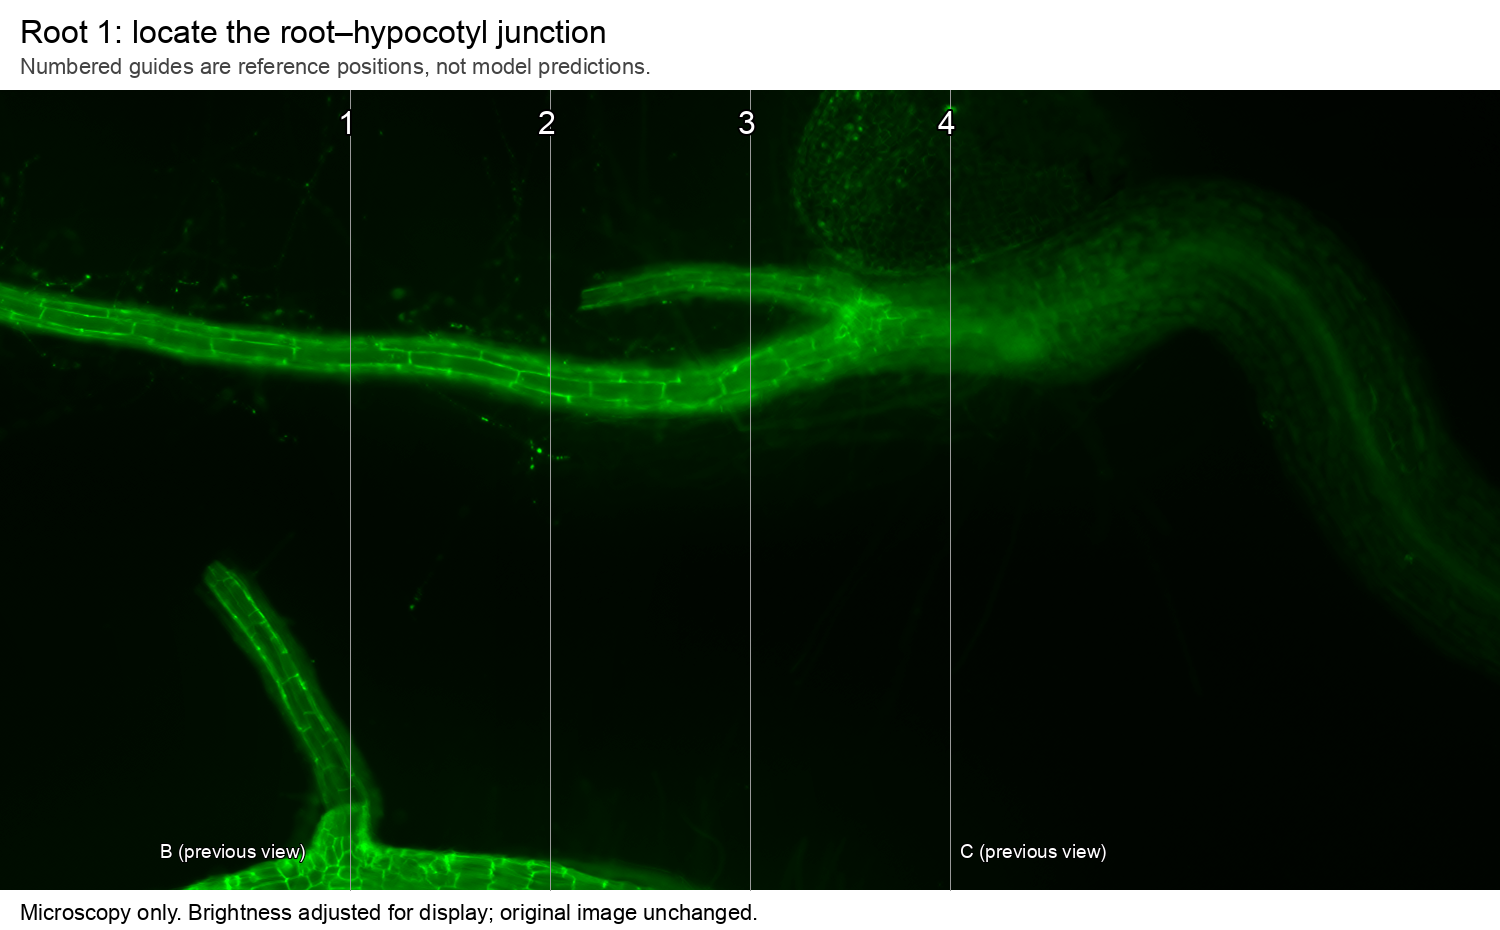 Root 1: locate the root–hypocotyl junction
Numbered guides are reference positions, not model predictions.
1 2 3 4
B (previous view) C (previous view)
Microscopy only. Brightness adjusted for display; original image unchanged.